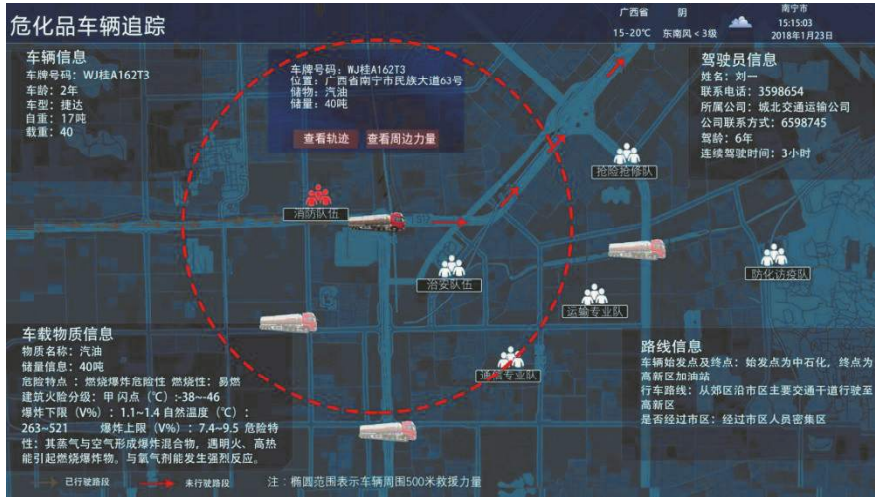 危化品车辆追踪
广西省 阴
15-20℃ 东南风 < 3级
南宁市
15:15:03
2018年1月23日
车辆信息
车牌号码：WJ桂A162T3
车龄：2年
车型：捷达
自重：17吨
载重：40
车牌号码：WJ桂A162T3
位置：广西省南宁市民族大道63号
储物：汽油
储量：40吨
查看轨迹 查看周边力量
驾驶员信息
姓名：刘一
联系电话：3598654
所属公司：城北交通运输公司
公司联系方式：6598745
驾龄：6年
连续驾驶时间：3小时
抢险抢修队
消防队伍
治安队伍
防化访疫队
运输专业队
通信专业队
车载物质信息
物质名称：汽油
储量信息：40吨
危险特点：燃烧爆炸危险性 燃烧性：易燃
建筑火险分级：甲 闪点（℃）:-38~-46
爆炸下限（V%）：1.1~1.4 自然温度（℃）：
263~521 爆炸上限（V%）：7.4~9.5 危险特
性：其蒸气与空气形成爆炸混合物，遇明火、高热
能引起燃烧爆炸物。与氧气剂能发生强烈反应。
路线信息
车辆始发点及终点：始发点为中石化，终点为
高新区加油站
行车路线：从郊区沿市区主要交通干道行驶至
高新区
是否经过市区：经过市区人员密集区
已行驶路段 未行驶路段 注：椭圆范围表示车辆周围500米救援力量